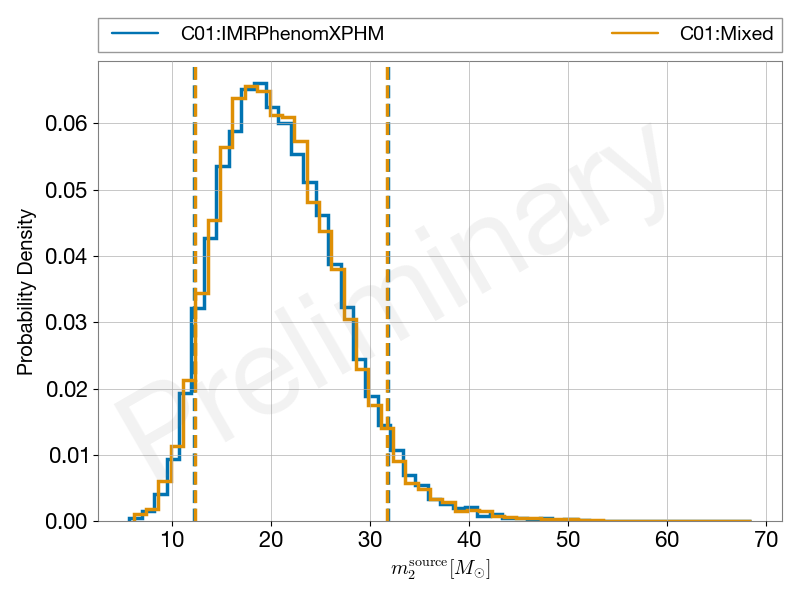 C01:IMRPhenomXPHM C01:Mixed
Preliminary
Probability Density
0.06
0.05
0.04
0.03
0.02
0.01
0.00
10 20 30 40 50 60 70
m₂^source [M⊙]